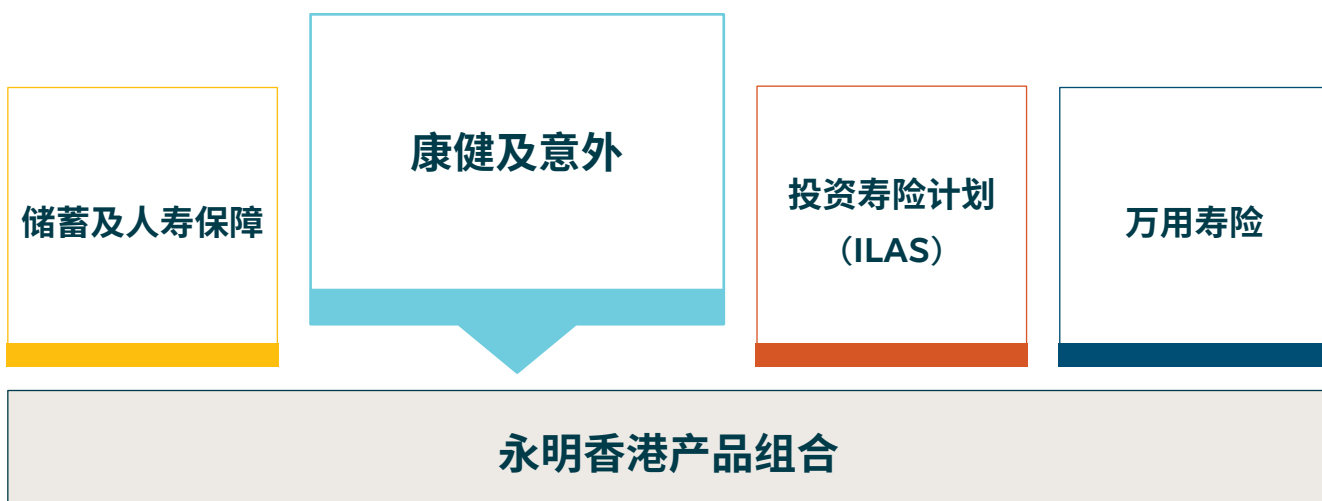 储蓄及人寿保障
康健及意外
投资寿险计划
（ILAS）
万用寿险
永明香港产品组合